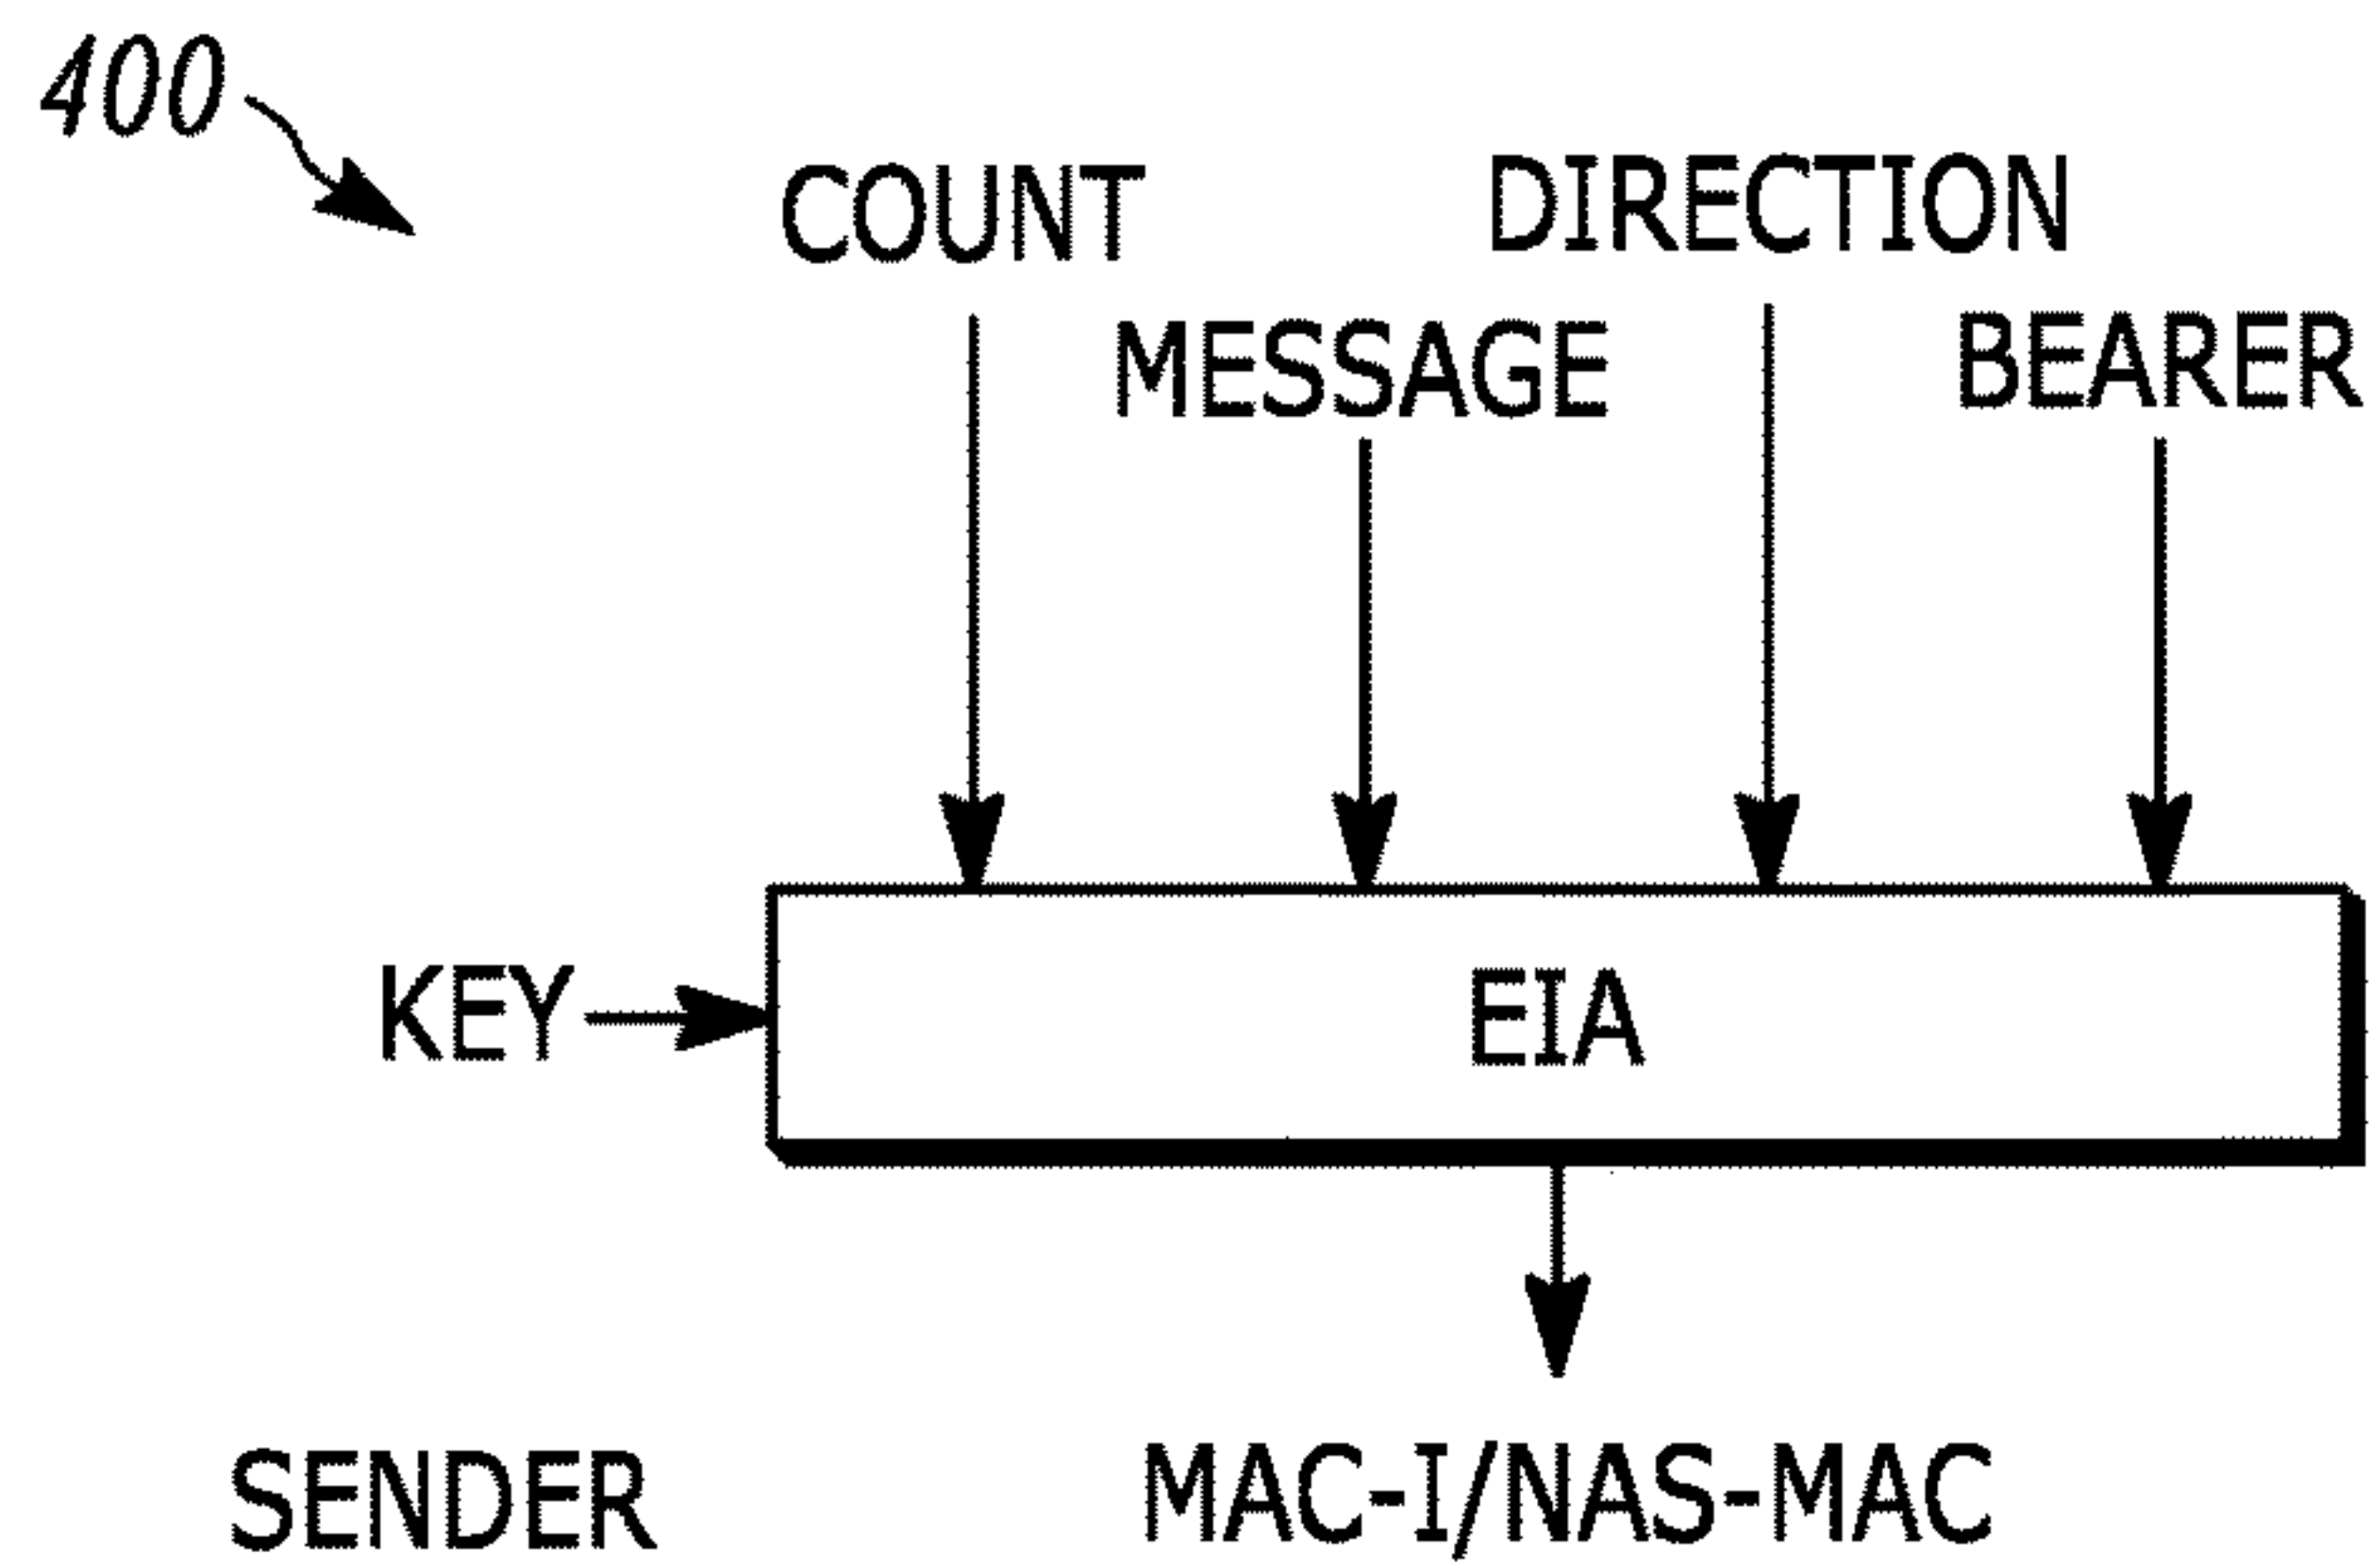 400
COUNT
DIRECTION
MESSAGE
BEARER
KEY
EIA
SENDER
MAC-I/NAS-MAC